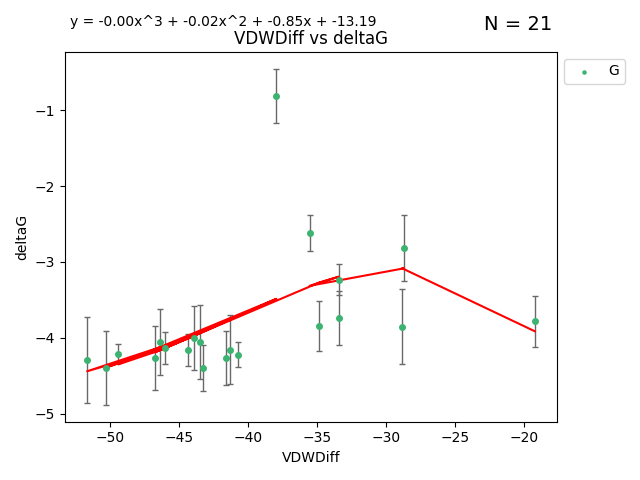 y = -0.00x^3 + -0.02x^2 + -0.85x + -13.19
N = 21
VDWDiff vs deltaG
G
−1
−2
−3
−4
−5
deltaG
−50
−45
−40
−35
−30
−25
−20
VDWDiff